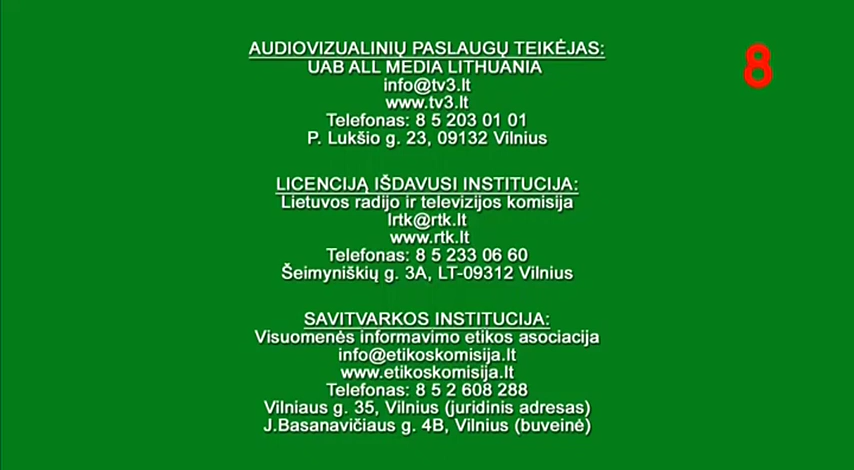 AUDIOVIZUALINIŲ PASLAUGŲ TEIKĖJAS:
UAB ALL MEDIA LITHUANIA
info@tv3.lt
www.tv3.lt
Telefonas: 8 5 203 01 01
P. Lukšio g. 23, 09132 Vilnius
8
LICENCIJĄ IŠDAVUSI INSTITUCIJA:
Lietuvos radijo ir televizijos komisija
lrtk@rtk.lt
www.rtk.lt
Telefonas: 8 5 233 06 60
Šeimyniškių g. 3A, LT-09312 Vilnius
SAVITVARKOS INSTITUCIJA:
Visuomenės informavimo etikos asociacija
info@etikoskomisija.lt
www.etikoskomisija.lt
Telefonas: 8 5 2 608 288
Vilniaus g. 35, Vilnius (juridinis adresas)
J.Basanavičiaus g. 4B, Vilnius (buveinė)